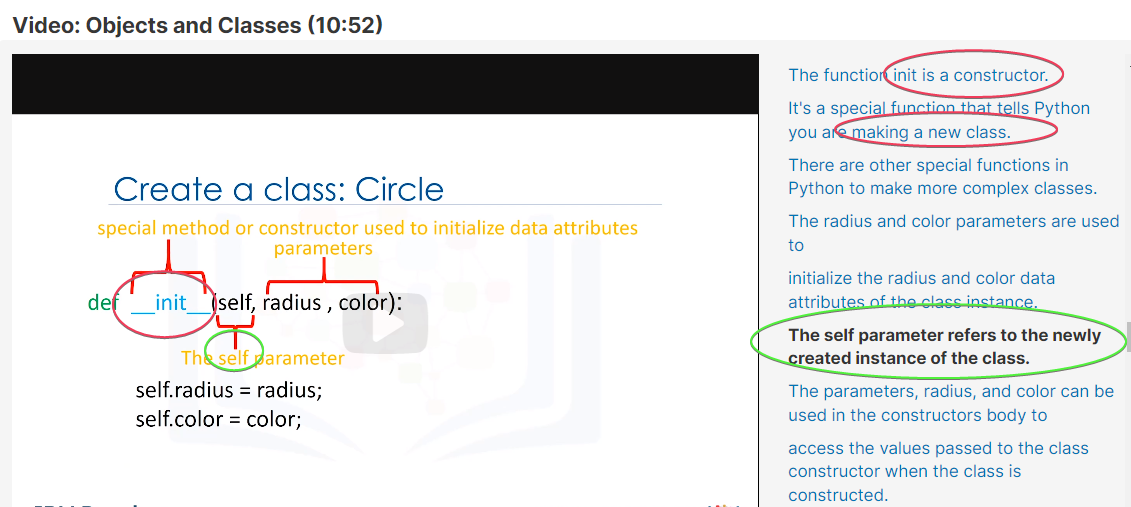 Video: Objects and Classes (10:52)
Create a class: Circle
special method or constructor used to initialize data attributes
parameters
def __init__(self, radius , color):
The self parameter
self.radius = radius;
self.color = color;
The function init is a constructor.
It's a special function that tells Python
you are making a new class.
There are other special functions in
Python to make more complex classes.
The radius and color parameters are used
to
initialize the radius and color data
attributes of the class instance.
The self parameter refers to the newly
created instance of the class.
The parameters, radius, and color can be
used in the constructors body to
access the values passed to the class
constructor when the class is
constructed.